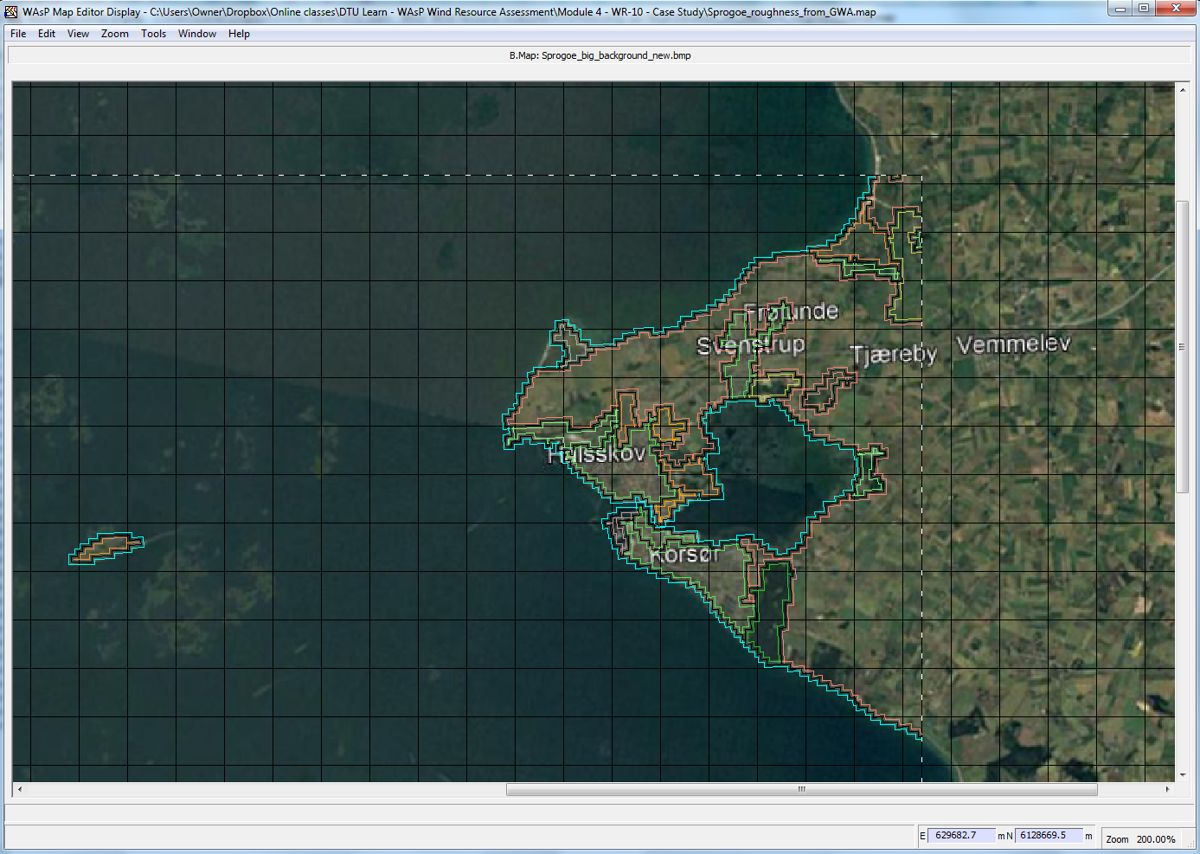 WAsP Map Editor Display - C:\Users\Owner\Dropbox\Online classes\DTU Learn - WAsP Wind Resource Assessment\Module 4 - WR-10 - Case Study\Sprogoe_roughness_from_GWA.map
File Edit View Zoom Tools Window Help
B.Map: Sprogoe_big_background_new.bmp
Frølunde
Svenstrup
Tjæreby
Vemmelev
Halsskov
Korsør
E 629682.7 m N 6128669.5 m Zoom 200.00%